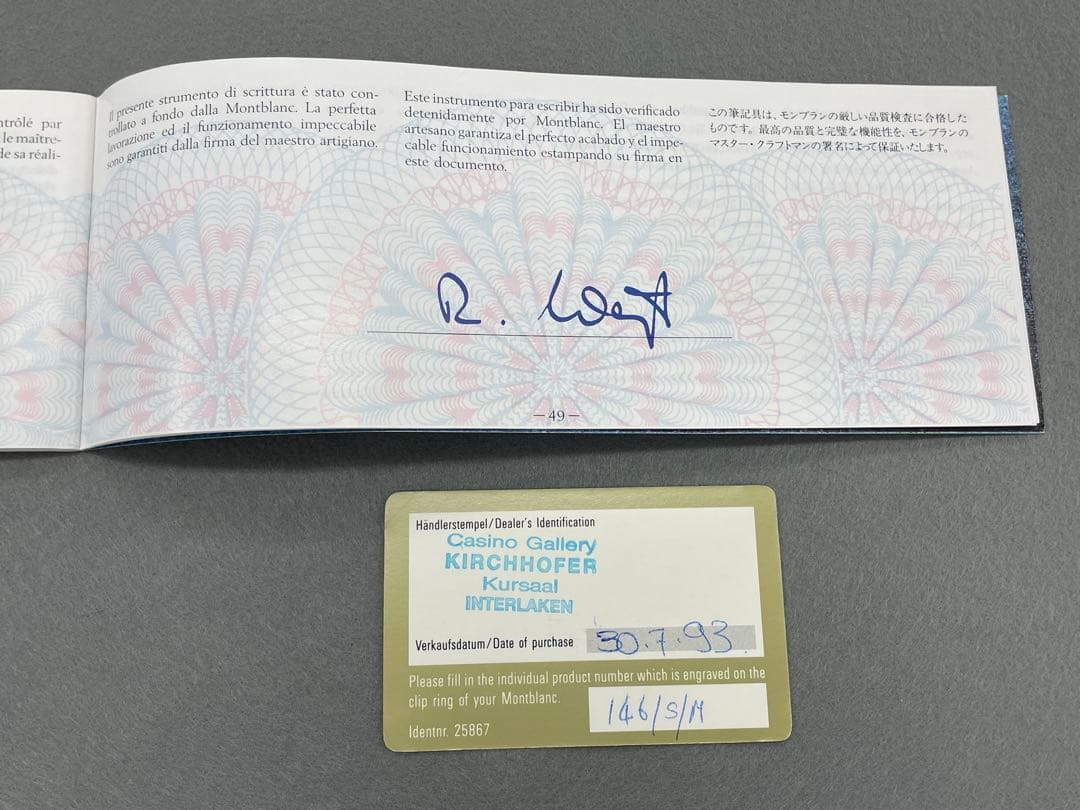 ntrôlé par
le maître-
de sa réali-
Il presente strumento di scrittura è stato con-
trollato a fondo dalla Montblanc. La perfetta
lavorazione ed il funzionamento impeccabile
sono garantiti dalla firma del maestro artigiano.
Este instrumento para escribir ha sido verificado
detenidamente por Montblanc. El maestro
artesano garantiza el perfecto acabado y el impe-
cable funcionamiento estampando su firma en
este documento.
この筆記具は、モンブランの厳しい品質検査に合格した
ものです。最高の品質と完璧な機能性を、モンブランの
マスター・クラフトマンの署名によって保証いたします。
R.
— 49 —
Händlerstempel/Dealer's Identification
Casino Gallery
KIRCHHOFER
Kursaal
INTERLAKEN
Verkaufsdatum/Date of purchase 30.7.93.
Please fill in the individual product number which is engraved on the
clip ring of your Montblanc.
146/S/M
Identnr. 25867